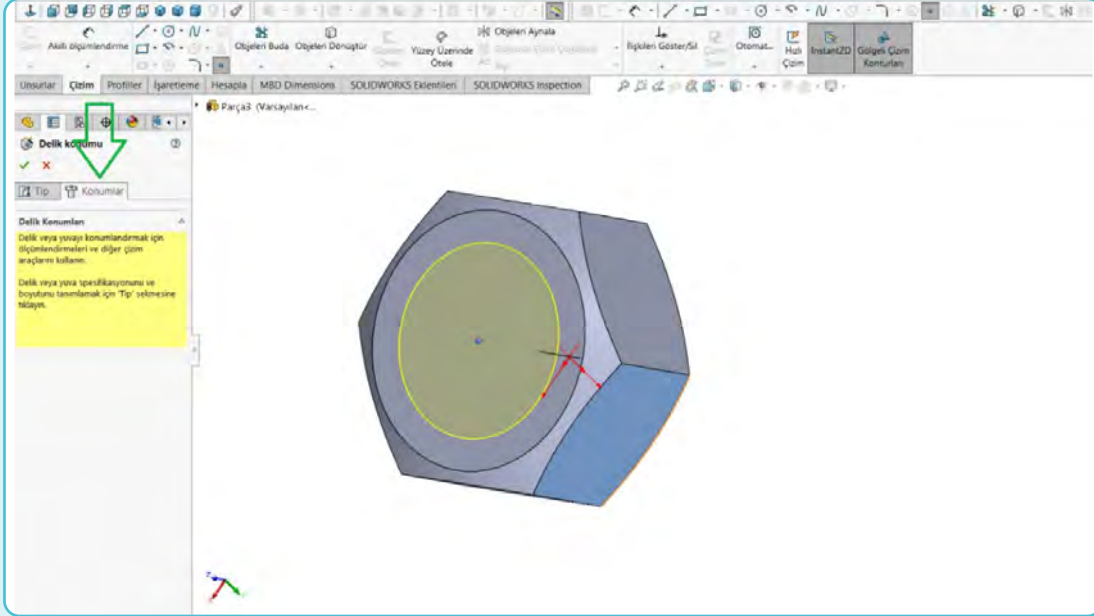 Objeleri Aynala
Akıllı ölçümlendirme
Objeleri Buda
Objeleri Dönüştür
Yüzey Üzerinde
Ötele
İlişkileri Göster/Sil
Otomat...
Hızlı
Çizim
Instant2D
Gölgeli Çizim
Konturları
Unsurlar Çizim Profiller İşaretleme Hesapla MBD Dimensions SOLIDWORKS Eklentileri SOLIDWORKS Inspection
Parça3 (Varsayılan<...
Delik konumu
Tip Konumlar
Delik Konumları
Delik veya yuvayı konumlandırmak için
ölçümlendirmeleri ve diğer çizim
araçlarını kullanın.
Delik veya yuva spesifikasyonunu ve
boyutunu tanımlamak için 'Tip' sekmesine
tıklayın.